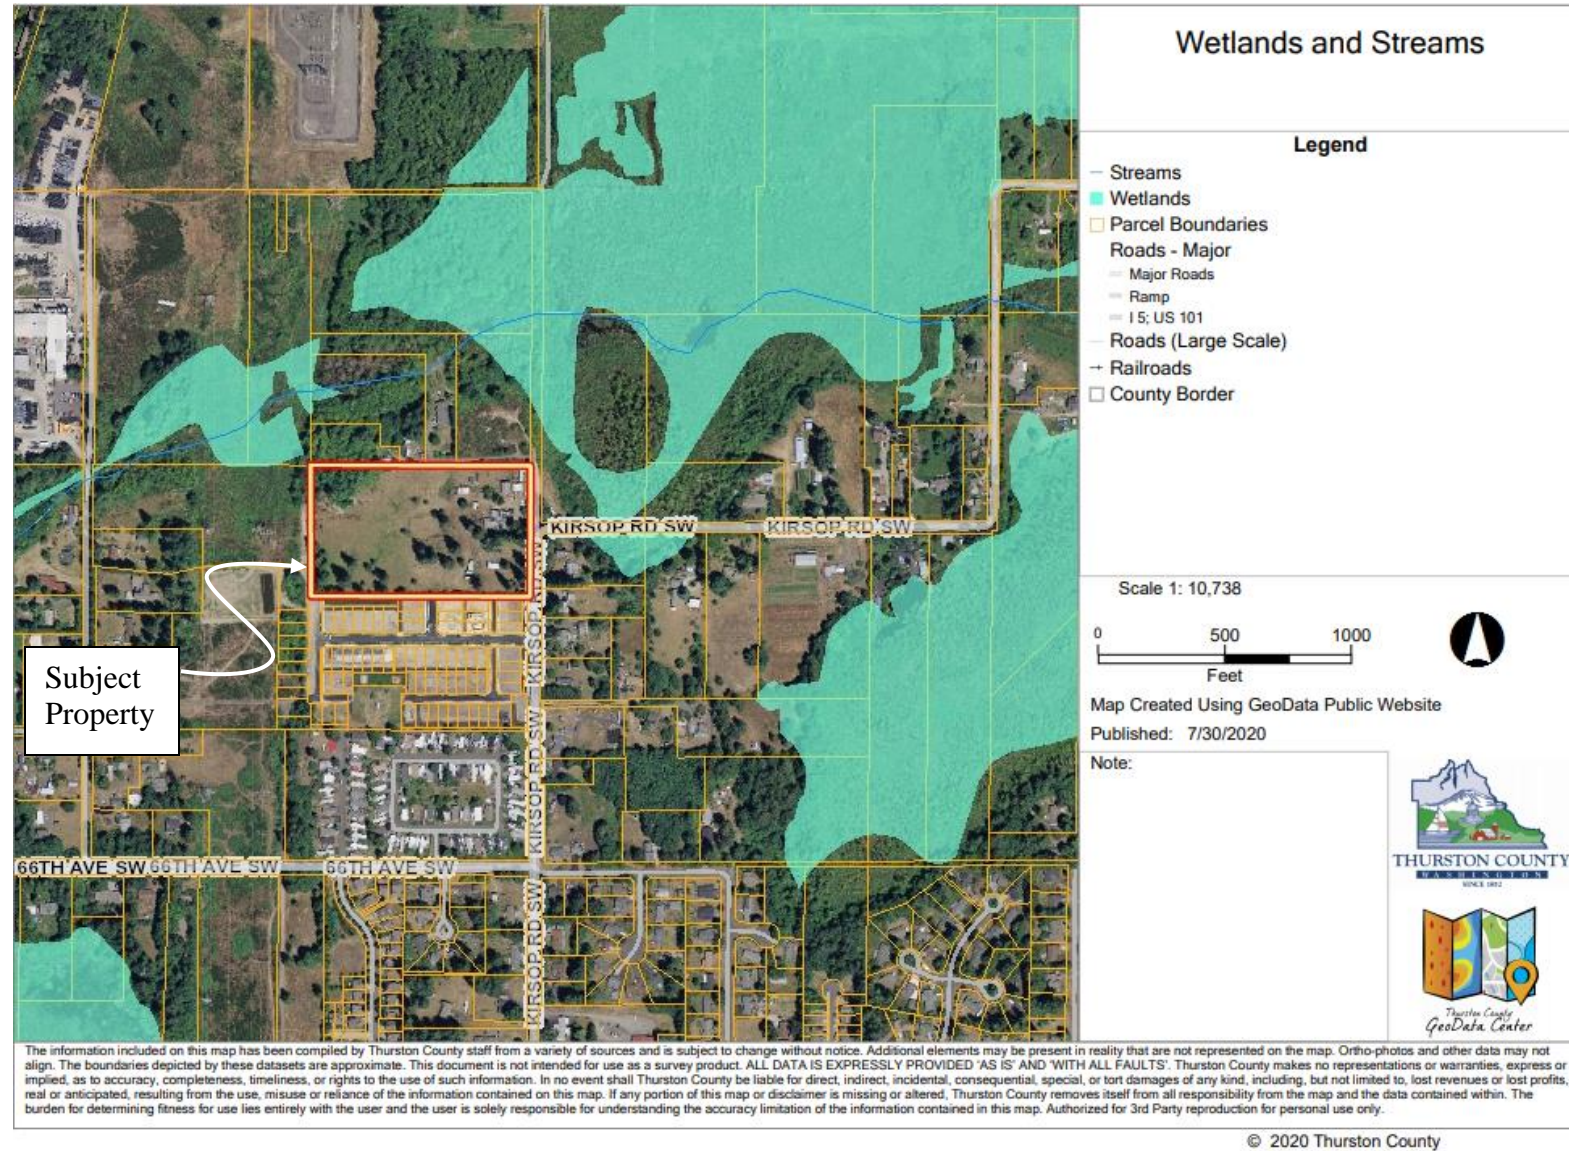 Wetlands and Streams
Legend
Streams
Wetlands
Parcel Boundaries
Roads - Major
Major Roads
Ramp
I 5; US 101
Roads (Large Scale)
Railroads
County Border
KIRSOP RD SW
KIRSOP RD SW
KIRSOP RD SW
Subject
Property
KIRSOP RD SW
66TH AVE SW 66TH AVE SW
66TH AVE SW
KIRSOP RD SW
Scale 1: 10,738
0 500 1000
Feet
Map Created Using GeoData Public Website
Published: 7/30/2020
Note:
THURSTON COUNTY
WASHINGTON
SINCE 1852
Thurston County
GeoData Center
The information included on this map has been compiled by Thurston County staff from a variety of sources and is subject to change without notice. Additional elements may be present in reality that are not represented on the map. Ortho-photos and other data may not
align. The boundaries depicted by these datasets are approximate. This document is not intended for use as a survey product. ALL DATA IS EXPRESSLY PROVIDED 'AS IS' AND 'WITH ALL FAULTS'. Thurston County makes no representations or warranties, express or
implied, as to accuracy, completeness, timeliness, or rights to the use of such information. In no event shall Thurston County be liable for direct, indirect, incidental, consequential, special, or tort damages of any kind, including, but not limited to, lost revenues or lost profits,
real or anticipated, resulting from the use, misuse or reliance of the information contained on this map. If any portion of this map or disclaimer is missing or altered, Thurston County removes itself from all responsibility from the map and the data contained within. The
burden for determining fitness for use lies entirely with the user and the user is solely responsible for understanding the accuracy limitation of the information contained in this map. Authorized for 3rd Party reproduction for personal use only.
© 2020 Thurston County